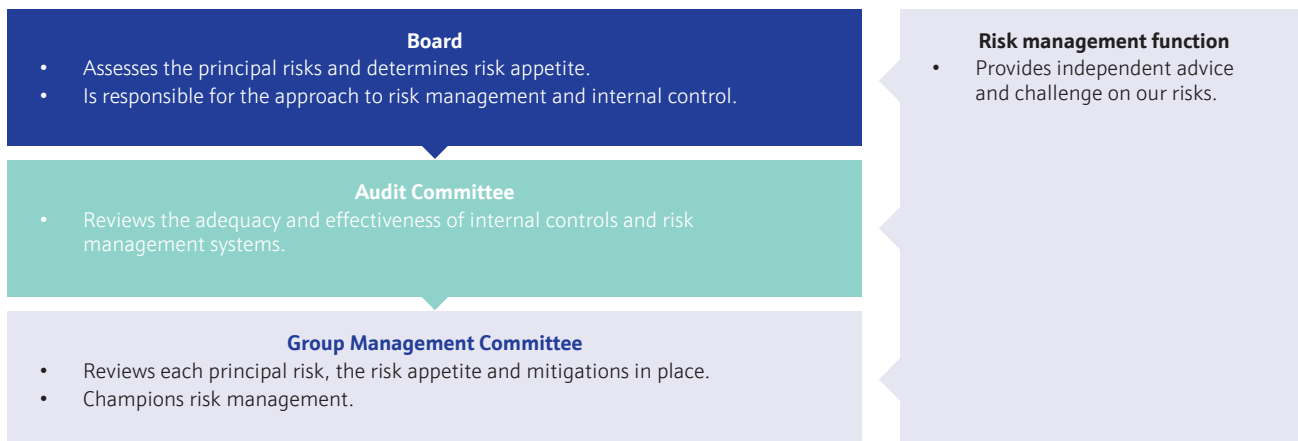 Board
• Assesses the principal risks and determines risk appetite.
• Is responsible for the approach to risk management and internal control.
Audit Committee
• Reviews the adequacy and effectiveness of internal controls and risk
management systems.
Group Management Committee
• Reviews each principal risk, the risk appetite and mitigations in place.
• Champions risk management.
Risk management function
• Provides independent advice
and challenge on our risks.